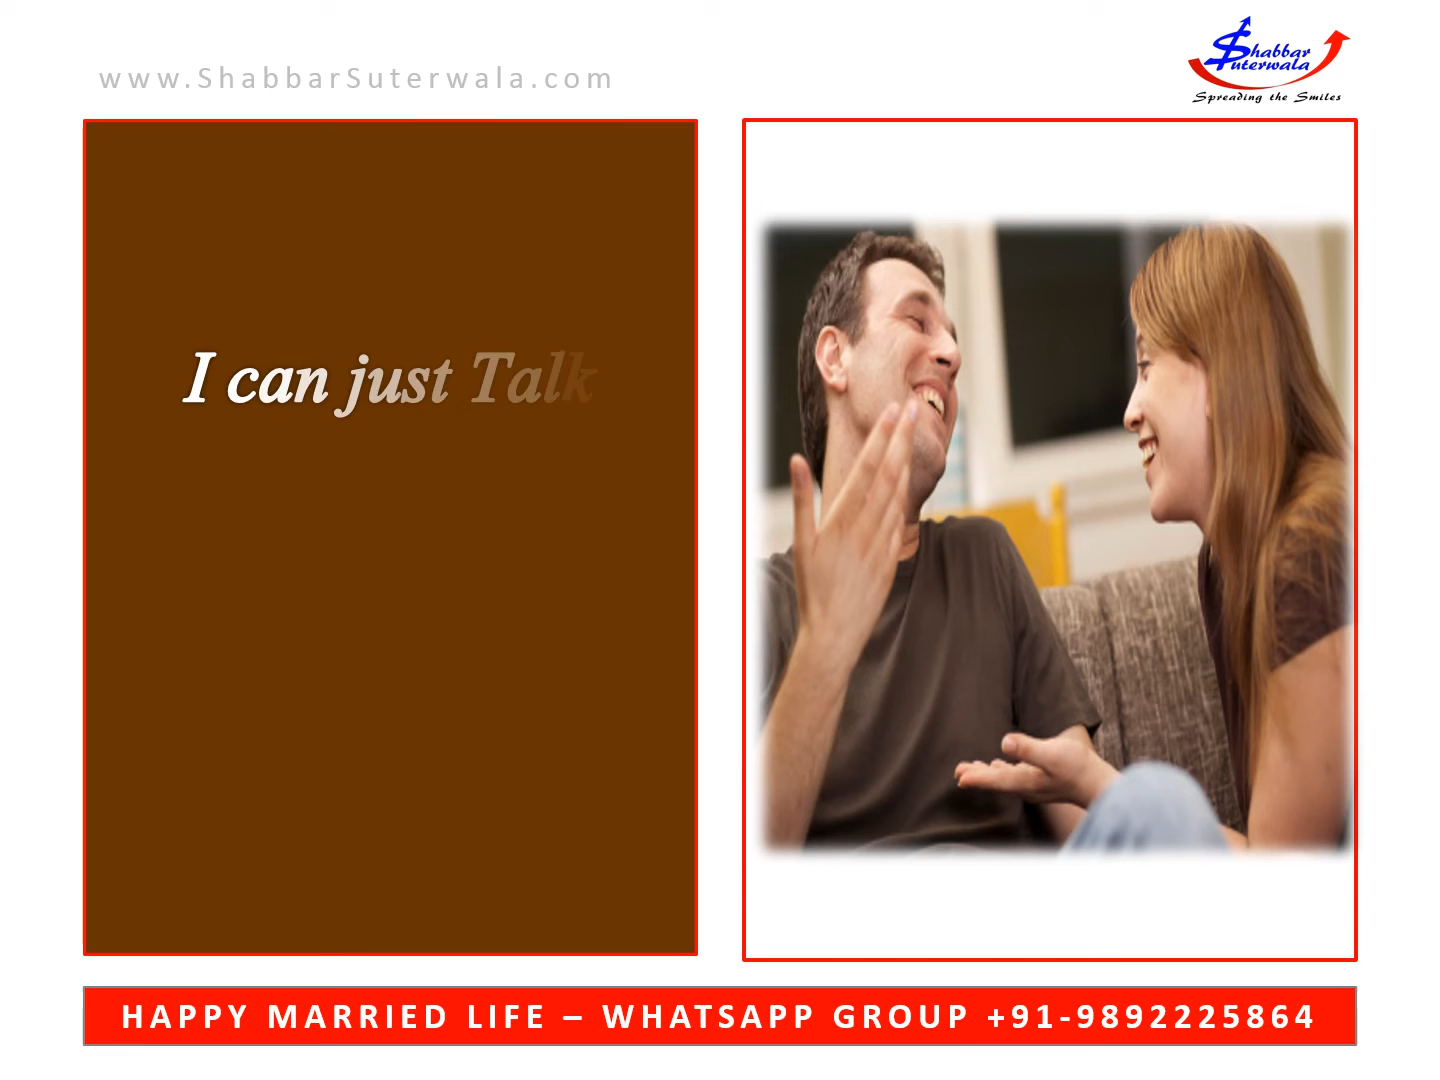 www.ShabbarSuterwala.com
Shabbar
Suterwala
Spreading the Smiles
I can just Talk
HAPPY MARRIED LIFE – WHATSAPP GROUP +91-9892225864